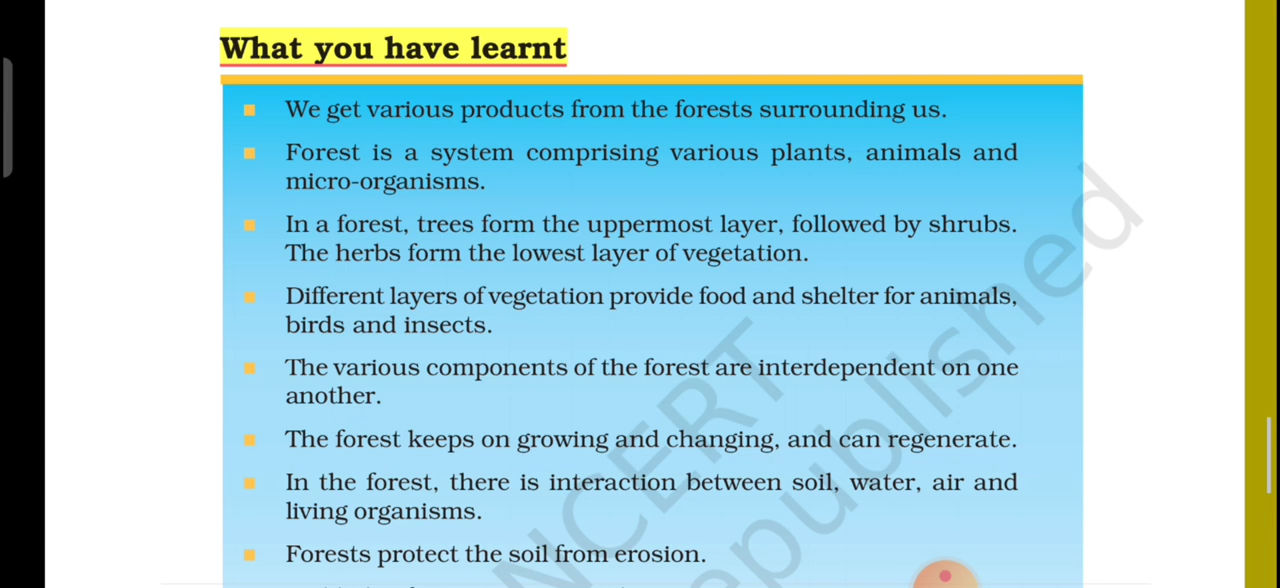 What you have learnt
We get various products from the forests surrounding us.
Forest is a system comprising various plants, animals and
micro-organisms.
In a forest, trees form the uppermost layer, followed by shrubs.
The herbs form the lowest layer of vegetation.
Different layers of vegetation provide food and shelter for animals,
birds and insects.
The various components of the forest are interdependent on one
another.
The forest keeps on growing and changing, and can regenerate.
In the forest, there is interaction between soil, water, air and
living organisms.
Forests protect the soil from erosion.
NCERT
republished